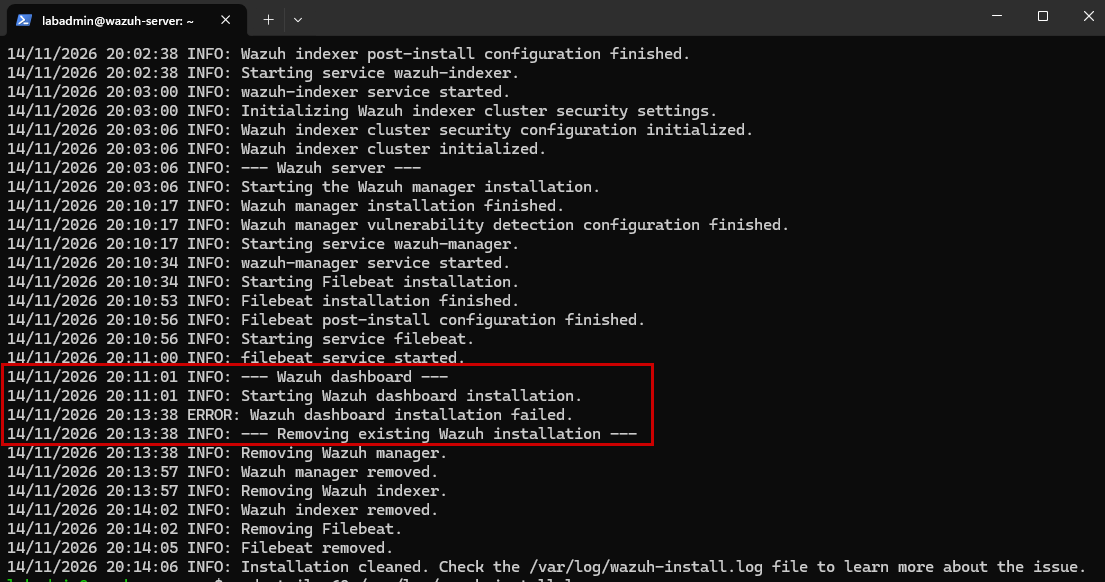 labadmin@wazuh-server: ~
14/11/2026 20:02:38 INFO: Wazuh indexer post-install configuration finished.
14/11/2026 20:02:38 INFO: Starting service wazuh-indexer.
14/11/2026 20:03:00 INFO: wazuh-indexer service started.
14/11/2026 20:03:00 INFO: Initializing Wazuh indexer cluster security settings.
14/11/2026 20:03:06 INFO: Wazuh indexer cluster security configuration initialized.
14/11/2026 20:03:06 INFO: Wazuh indexer cluster initialized.
14/11/2026 20:03:06 INFO: --- Wazuh server ---
14/11/2026 20:03:06 INFO: Starting the Wazuh manager installation.
14/11/2026 20:10:17 INFO: Wazuh manager installation finished.
14/11/2026 20:10:17 INFO: Wazuh manager vulnerability detection configuration finished.
14/11/2026 20:10:17 INFO: Starting service wazuh-manager.
14/11/2026 20:10:34 INFO: wazuh-manager service started.
14/11/2026 20:10:34 INFO: Starting Filebeat installation.
14/11/2026 20:10:53 INFO: Filebeat installation finished.
14/11/2026 20:10:56 INFO: Filebeat post-install configuration finished.
14/11/2026 20:10:56 INFO: Starting service filebeat.
14/11/2026 20:11:00 INFO: filebeat service started.
14/11/2026 20:11:01 INFO: --- Wazuh dashboard ---
14/11/2026 20:11:01 INFO: Starting Wazuh dashboard installation.
14/11/2026 20:13:38 ERROR: Wazuh dashboard installation failed.
14/11/2026 20:13:38 INFO: --- Removing existing Wazuh installation ---
14/11/2026 20:13:38 INFO: Removing Wazuh manager.
14/11/2026 20:13:57 INFO: Wazuh manager removed.
14/11/2026 20:13:57 INFO: Removing Wazuh indexer.
14/11/2026 20:14:02 INFO: Wazuh indexer removed.
14/11/2026 20:14:02 INFO: Removing Filebeat.
14/11/2026 20:14:05 INFO: Filebeat removed.
14/11/2026 20:14:06 INFO: Installation cleaned. Check the /var/log/wazuh-install.log file to learn more about the issue.